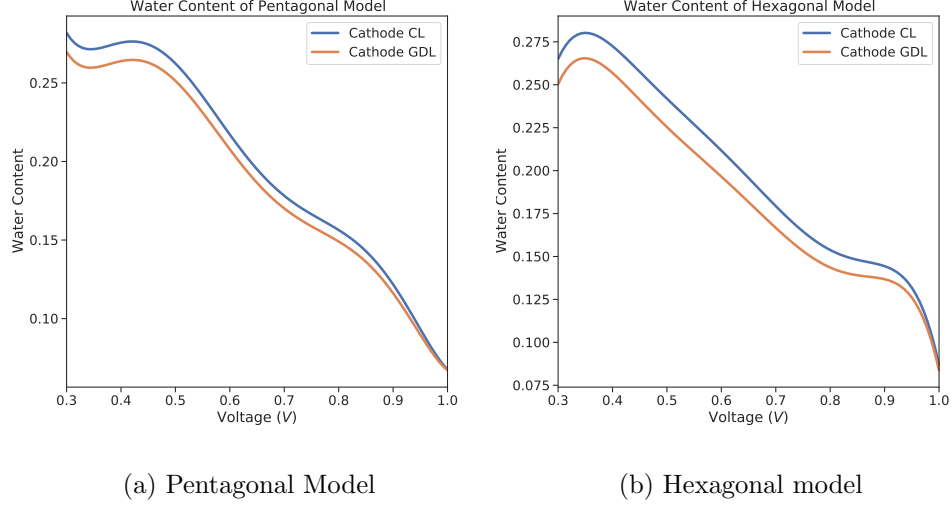 Water Content of Pentagonal Model
Cathode CL
Cathode GDL
0.25
0.20
0.15
0.10
Water Content
0.3 0.4 0.5 0.6 0.7 0.8 0.9 1.0
Voltage (V)
(a) Pentagonal Model
Water Content of Hexagonal Model
Cathode CL
Cathode GDL
0.275
0.250
0.225
0.200
0.175
0.150
0.125
0.100
0.075
Water Content
0.3 0.4 0.5 0.6 0.7 0.8 0.9 1.0
Voltage (V)
(b) Hexagonal model